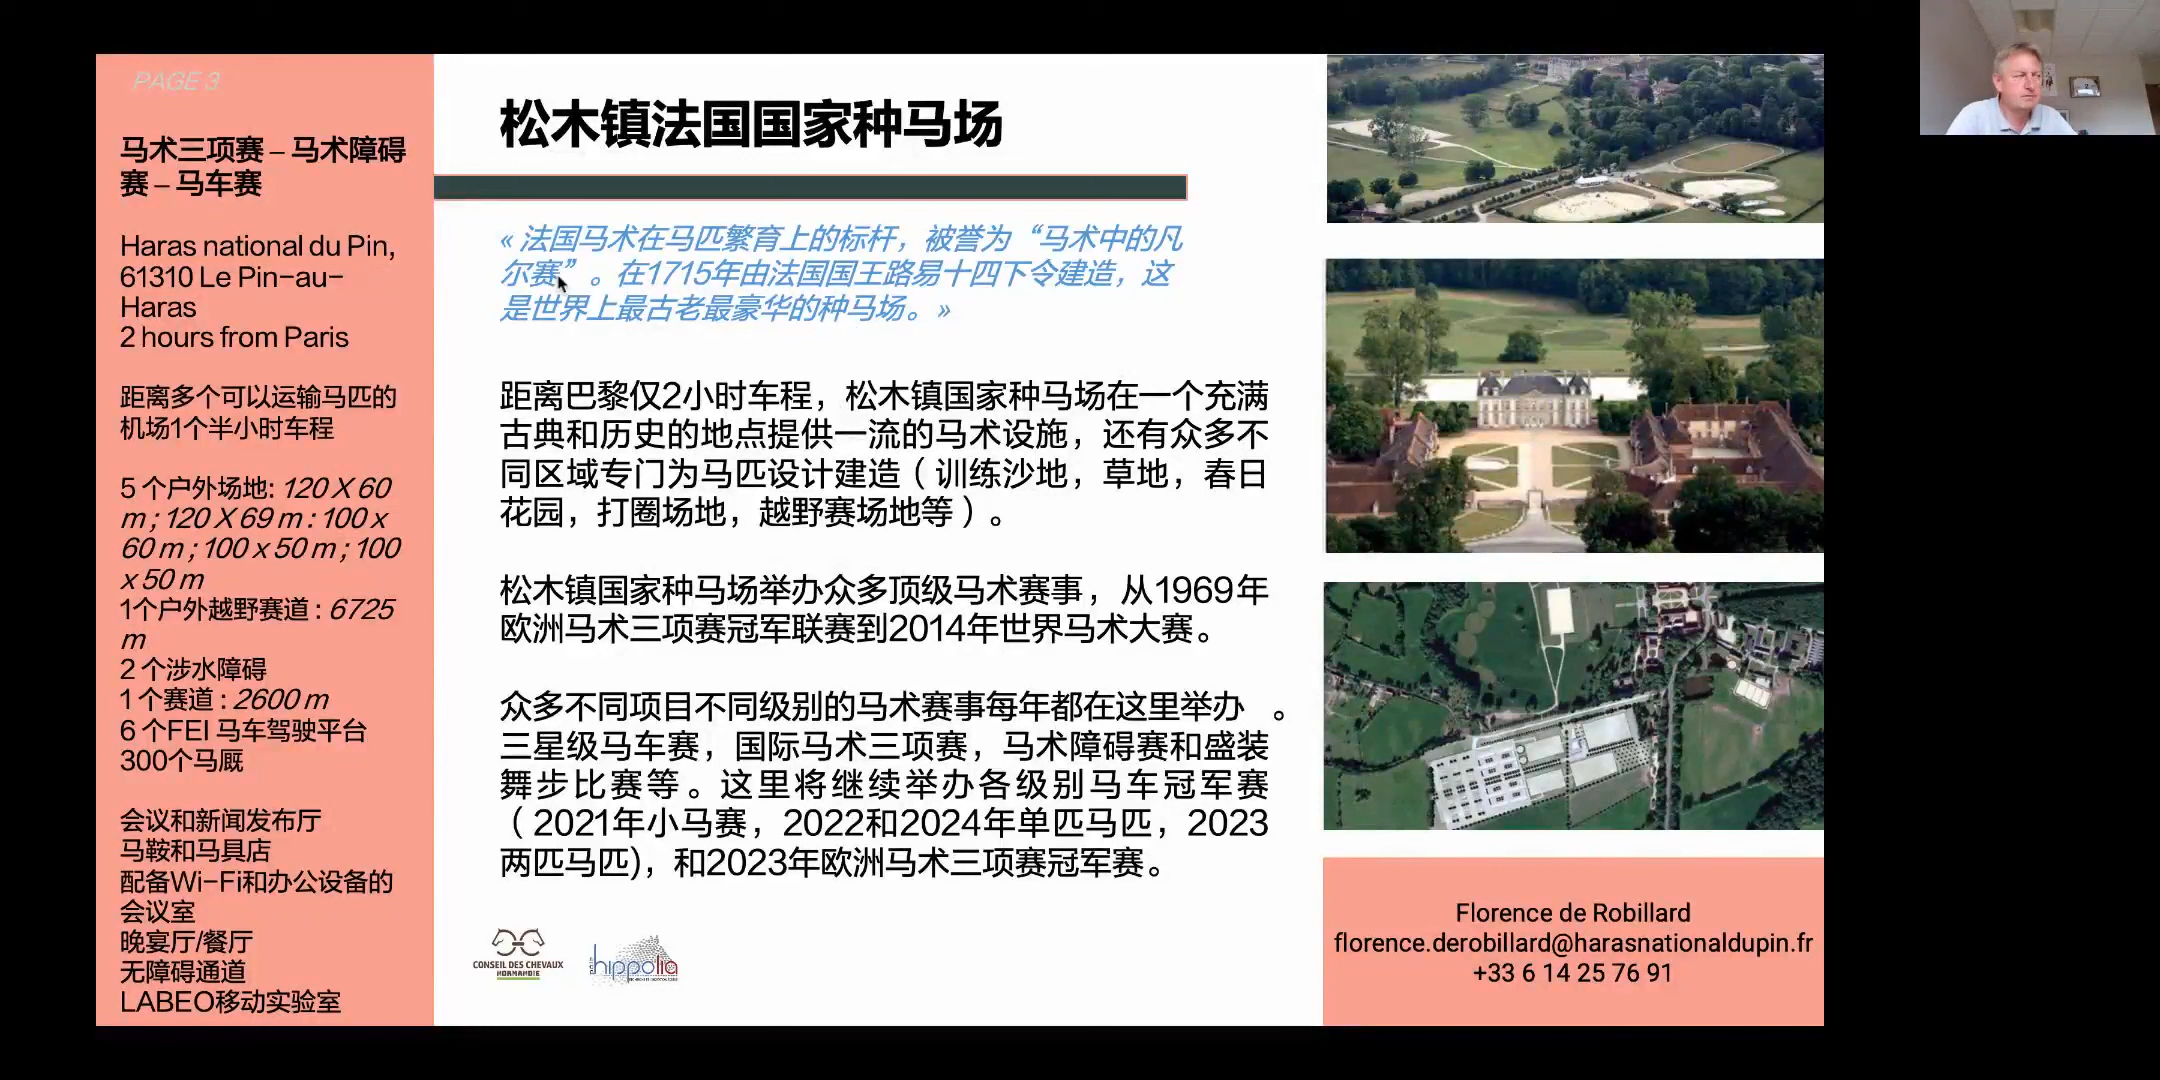 PAGE 3
马术三项赛 – 马术障碍
赛 – 马车赛
Haras national du Pin,
61310 Le Pin-au-
Haras
2 hours from Paris
距离多个可以运输马匹的
机场1个半小时车程
5 个户外场地: 120 X 60
m ; 120 X 69 m : 100 x
60 m ; 100 x 50 m ; 100
x 50 m
1个户外越野赛道 : 6725
m
2 个涉水障碍
1 个赛道 : 2600 m
6 个FEI 马车驾驶平台
300个马厩
会议和新闻发布厅
马鞍和马具店
配备Wi-Fi和办公设备的
会议室
晚宴厅/餐厅
无障碍通道
LABEO移动实验室
松木镇法国国家种马场
« 法国马术在马匹繁育上的标杆，被誉为“马术中的凡
尔赛”。在1715年由法国国王路易十四下令建造，这
是世界上最古老最豪华的种马场。»
距离巴黎仅2小时车程，松木镇国家种马场在一个充满
古典和历史的地点提供一流的马术设施，还有众多不
同区域专门为马匹设计建造（训练沙地，草地，春日
花园，打圈场地，越野赛场地等）。
松木镇国家种马场举办众多顶级马术赛事，从1969年
欧洲马术三项赛冠军联赛到2014年世界马术大赛。
众多不同项目不同级别的马术赛事每年都在这里举办 。
三星级马车赛，国际马术三项赛，马术障碍赛和盛装
舞步比赛等。这里将继续举办各级别马车冠军赛
（2021年小马赛，2022和2024年单匹马匹，2023
两匹马匹)，和2023年欧洲马术三项赛冠军赛。
CONSEIL DES CHEVAUX
NORMANDIE
hippolia
Florence de Robillard
florence.derobillard@harasnationaldupin.fr
+33 6 14 25 76 91